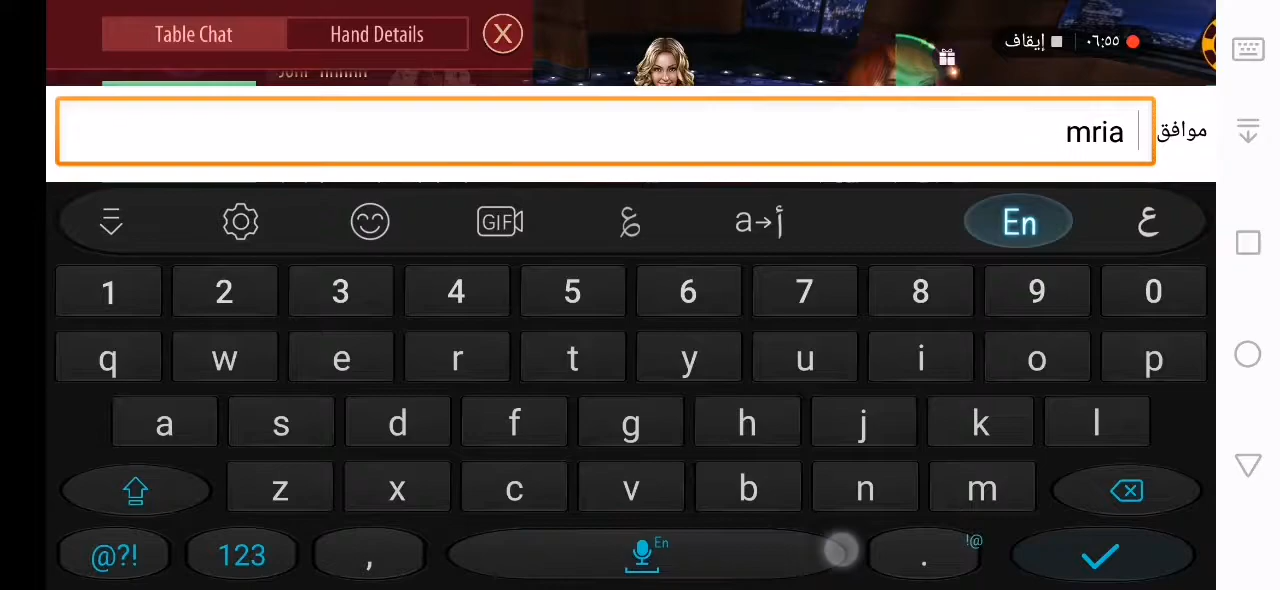 Table Chat
Hand Details
X
إيقاف
٠٦:٥٥
mria
موافق
GIF
ع
a→أ
En
ع
1 2 3 4 5 6 7 8 9 0
q w e r t y u i o p
a s d f g h j k l
z x c v b n m
@?! 123 , En . !@